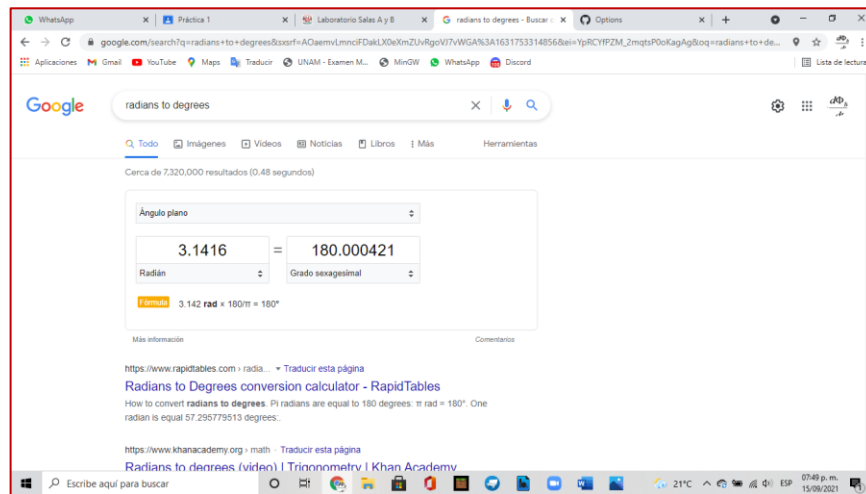 WhatsApp Práctica 1 Laboratorio Salas A y B radians to degrees - Buscar c Options
google.com/search?q=radians+to+degrees&sxsrf=AOaemvLmnciFDakLX0eXmZUvRgoVJ7vWGA%3A1631753314856&ei=YpRCYfPZM_2mqtsP0oKagAg&oq=radians+to+de...
Aplicaciones Gmail YouTube Maps Traducir UNAM - Examen M... MinGW WhatsApp Discord Lista de lectura
Google radians to degrees
Todo Imágenes Videos Noticias Libros Más Herramientas
Cerca de 7,320,000 resultados (0.48 segundos)
Ángulo plano
3.1416 = 180.000421
Radián Grado sexagesimal
Fórmula 3.142 rad × 180/π = 180°
Más información Comentarios
https://www.rapidtables.com › radia... Traducir esta página
Radians to Degrees conversion calculator - RapidTables
How to convert radians to degrees. Pi radians are equal to 180 degrees: π rad = 180°. One
radian is equal 57.295779513 degrees:.
https://www.khanacademy.org › math · Traducir esta página
Radians to degrees (video) | Trigonometry | Khan Academy
Escribe aquí para buscar 21°C ESP 07:49 p. m.
15/09/2021